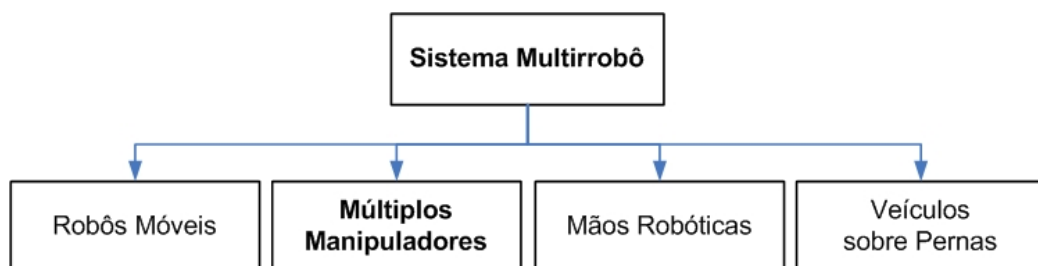 Sistema Multirrobô
Robôs Móveis
Múltiplos
Manipuladores
Mãos Robóticas
Veículos
sobre Pernas